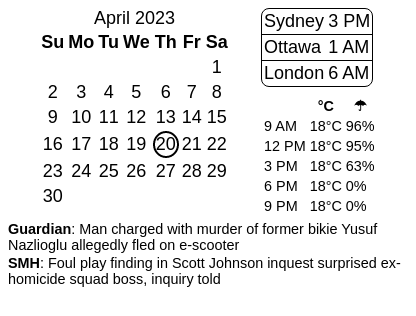 April 2023
Su Mo Tu We Th Fr Sa
1
2 3 4 5 6 7 8
9 10 11 12 13 14 15
16 17 18 19 20 21 22
23 24 25 26 27 28 29
30
Sydney 3 PM
Ottawa 1 AM
London 6 AM
°C ☂
9 AM 18°C 96%
12 PM 18°C 95%
3 PM 18°C 63%
6 PM 18°C 0%
9 PM 18°C 0%
Guardian: Man charged with murder of former bikie Yusuf
Nazlioglu allegedly fled on e-scooter
SMH: Foul play finding in Scott Johnson inquest surprised ex-
homicide squad boss, inquiry told